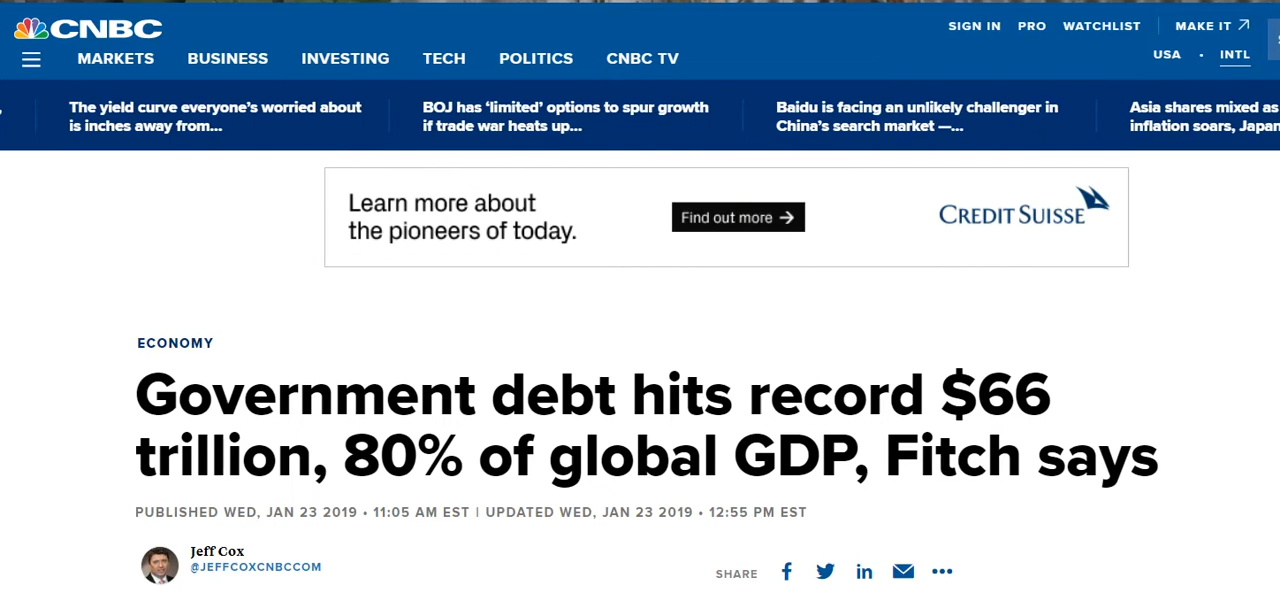 CNBC
SIGN IN PRO WATCHLIST MAKE IT
MARKETS BUSINESS INVESTING TECH POLITICS CNBC TV
USA • INTL
The yield curve everyone’s worried about
is inches away from...
BOJ has ‘limited’ options to spur growth
if trade war heats up...
Baidu is facing an unlikely challenger in
China’s search market —...
Asia shares mixed as
inflation soars, Japan
Learn more about
the pioneers of today.
Find out more →
CREDIT SUISSE
ECONOMY
Government debt hits record $66
trillion, 80% of global GDP, Fitch says
PUBLISHED WED, JAN 23 2019 • 11:05 AM EST | UPDATED WED, JAN 23 2019 • 12:55 PM EST
Jeff Cox
@JEFFCOXCNBCCOM
SHARE